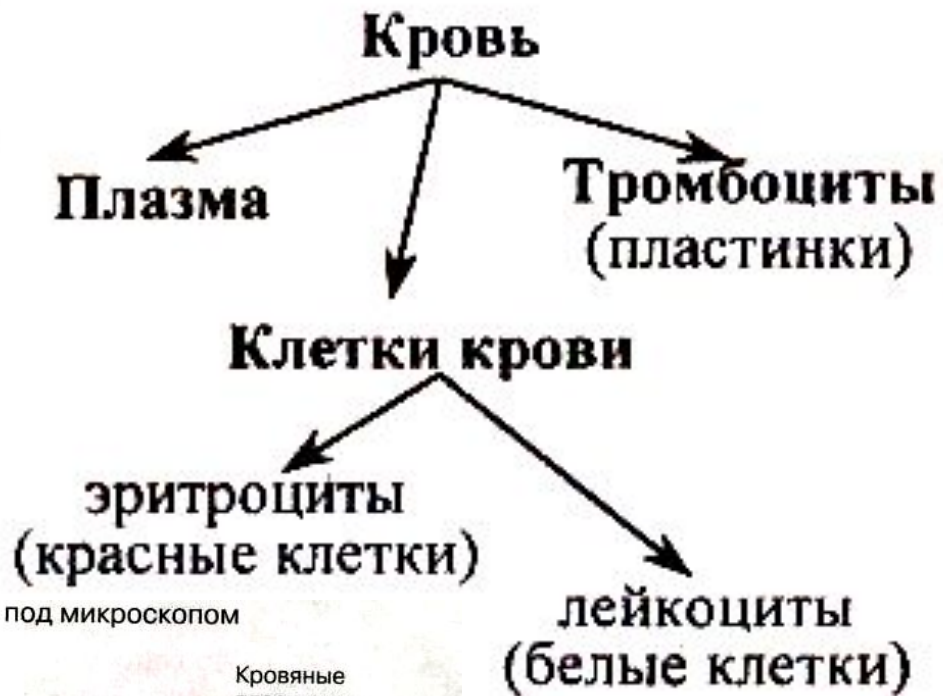 Кровь
Плазма
Тромбоциты
(пластинки)
Клетки крови
эритроциты
(красные клетки)
под микроскопом
лейкоциты
(белые клетки)
Кровяные